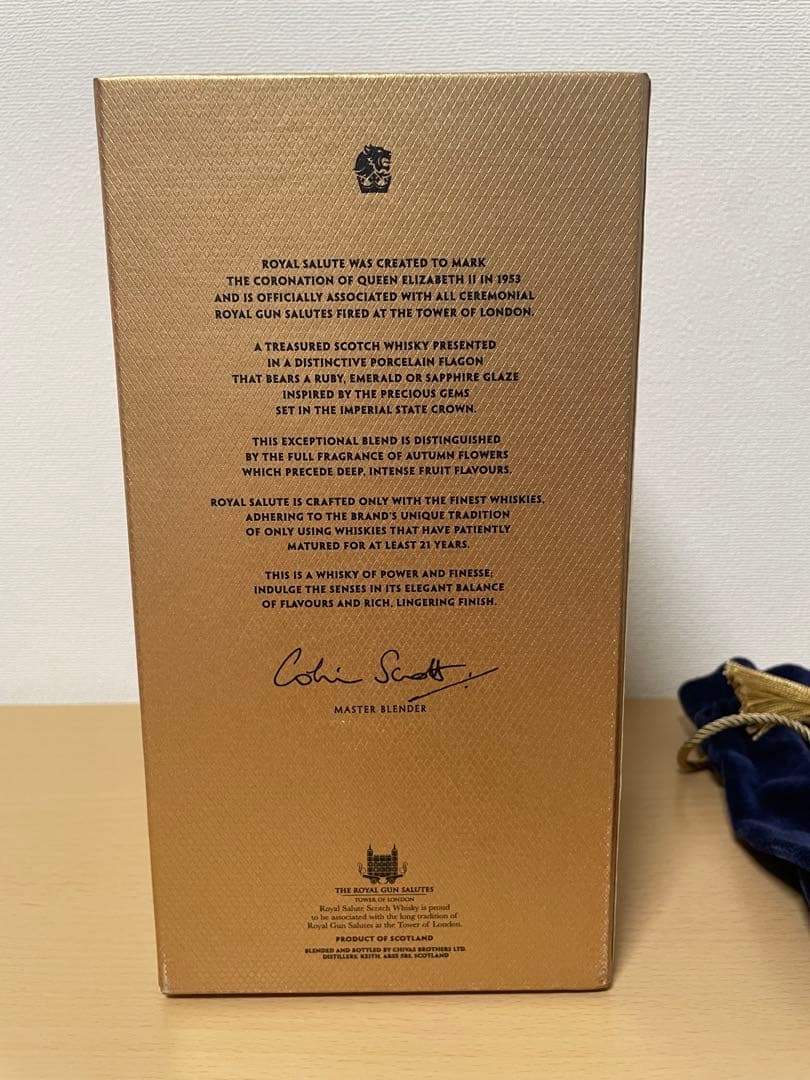 ROYAL SALUTE WAS CREATED TO MARK
THE CORONATION OF QUEEN ELIZABETH II IN 1953
AND IS OFFICIALLY ASSOCIATED WITH ALL CEREMONIAL
ROYAL GUN SALUTES FIRED AT THE TOWER OF LONDON.
A TREASURED SCOTCH WHISKY PRESENTED
IN A DISTINCTIVE PORCELAIN FLAGON
THAT BEARS A RUBY, EMERALD OR SAPPHIRE GLAZE
INSPIRED BY THE PRECIOUS GEMS
SET IN THE IMPERIAL STATE CROWN.
THIS EXCEPTIONAL BLEND IS DISTINGUISHED
BY THE FULL FRAGRANCE OF AUTUMN FLOWERS
WHICH PRECEDE DEEP, INTENSE FRUIT FLAVOURS.
ROYAL SALUTE IS CRAFTED ONLY WITH THE FINEST WHISKIES,
ADHERING TO THE BRAND'S UNIQUE TRADITION
OF ONLY USING WHISKIES THAT HAVE PATIENTLY
MATURED FOR AT LEAST 21 YEARS.
THIS IS A WHISKY OF POWER AND FINESSE;
INDULGE THE SENSES IN ITS ELEGANT BALANCE
OF FLAVOURS AND RICH, LINGERING FINISH.
Colin Scott
MASTER BLENDER
THE ROYAL GUN SALUTES
TOWER OF LONDON
Royal Salute Scotch Whisky is proud
to be associated with the long tradition of
Royal Gun Salutes at the Tower of London.
PRODUCT OF SCOTLAND
BLENDED AND BOTTLED BY CHIVAS BROTHERS LTD.
DISTILLERS, KEITH, AB55 5BS, SCOTLAND